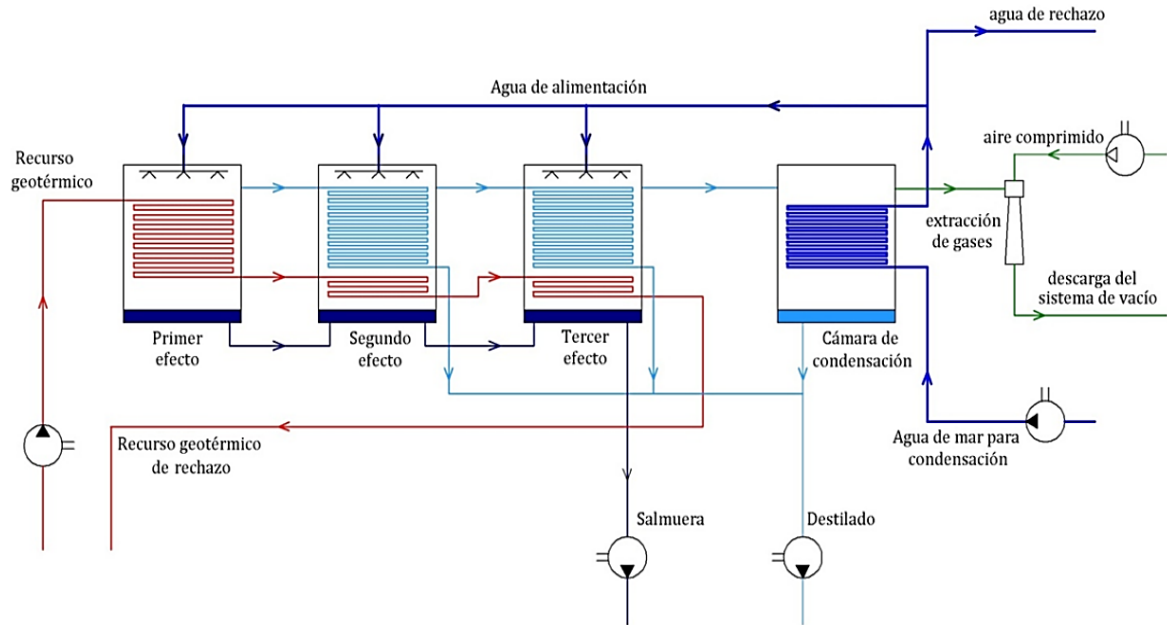 agua de rechazo
Agua de alimentación
aire comprimido
Recurso
geotérmico
extracción
de gases
descarga del
sistema de vacío
Primer
efecto
Segundo
efecto
Tercer
efecto
Cámara de
condensación
Recurso geotérmico
de rechazo
Agua de mar para
condensación
Salmuera
Destilado